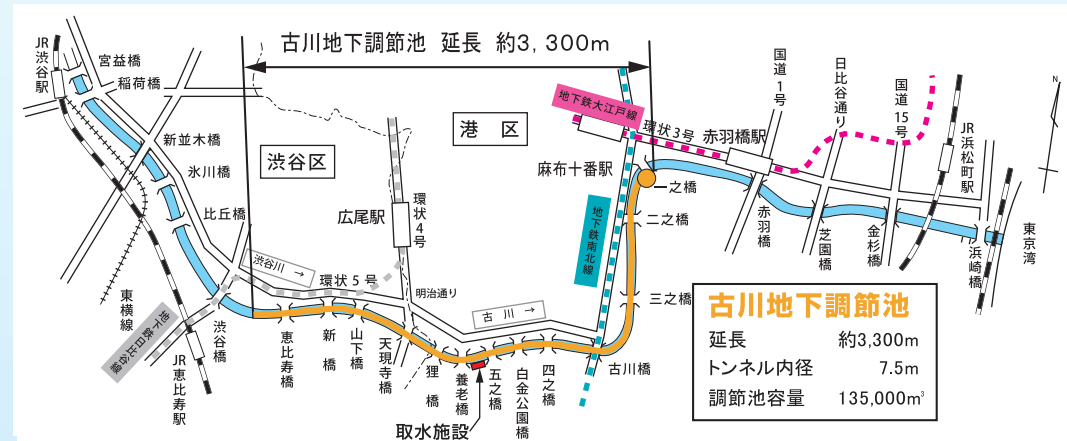 古川地下調節池 延長 約3,300m
JR渋谷駅
宮益橋
稲荷橋
新並木橋
氷川橋
比丘橋
渋谷区
港 区
広尾駅
環状4号
地下鉄大江戸線
環状3号
赤羽橋駅
麻布十番駅
一之橋
二之橋
三之橋
地下鉄南北線
国道1号
日比谷通り
国道15号
JR浜松町駅
N
赤羽橋
芝園橋
金杉橋
浜崎橋
東京湾
渋谷川 →
環状5号
明治通り
古川 →
東横線
地下鉄日比谷線
渋谷橋
JR恵比寿駅
恵比寿橋
新橋
山下橋
天現寺橋
狸橋
養老橋
五之橋
白金公園橋
四之橋
古川橋
取水施設
古川地下調節池
延長 約3,300m
トンネル内径 7.5m
調節池容量 135,000m³